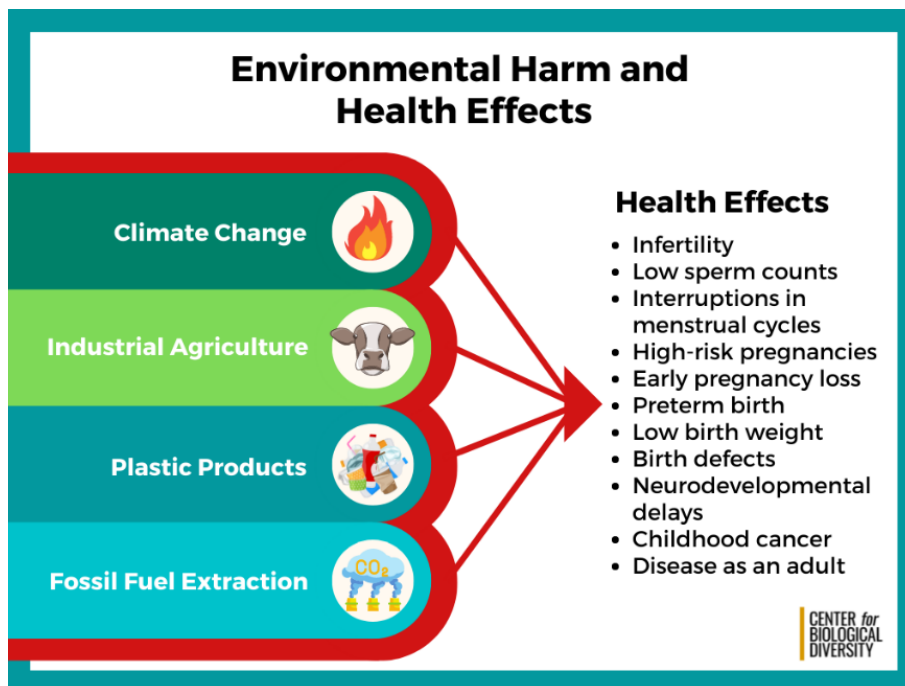 Environmental Harm and
Health Effects
Climate Change
Industrial Agriculture
Plastic Products
Fossil Fuel Extraction
CO₂
Health Effects
• Infertility
• Low sperm counts
• Interruptions in
menstrual cycles
• High-risk pregnancies
• Early pregnancy loss
• Preterm birth
• Low birth weight
• Birth defects
• Neurodevelopmental
delays
• Childhood cancer
• Disease as an adult
CENTER for
BIOLOGICAL
DIVERSITY